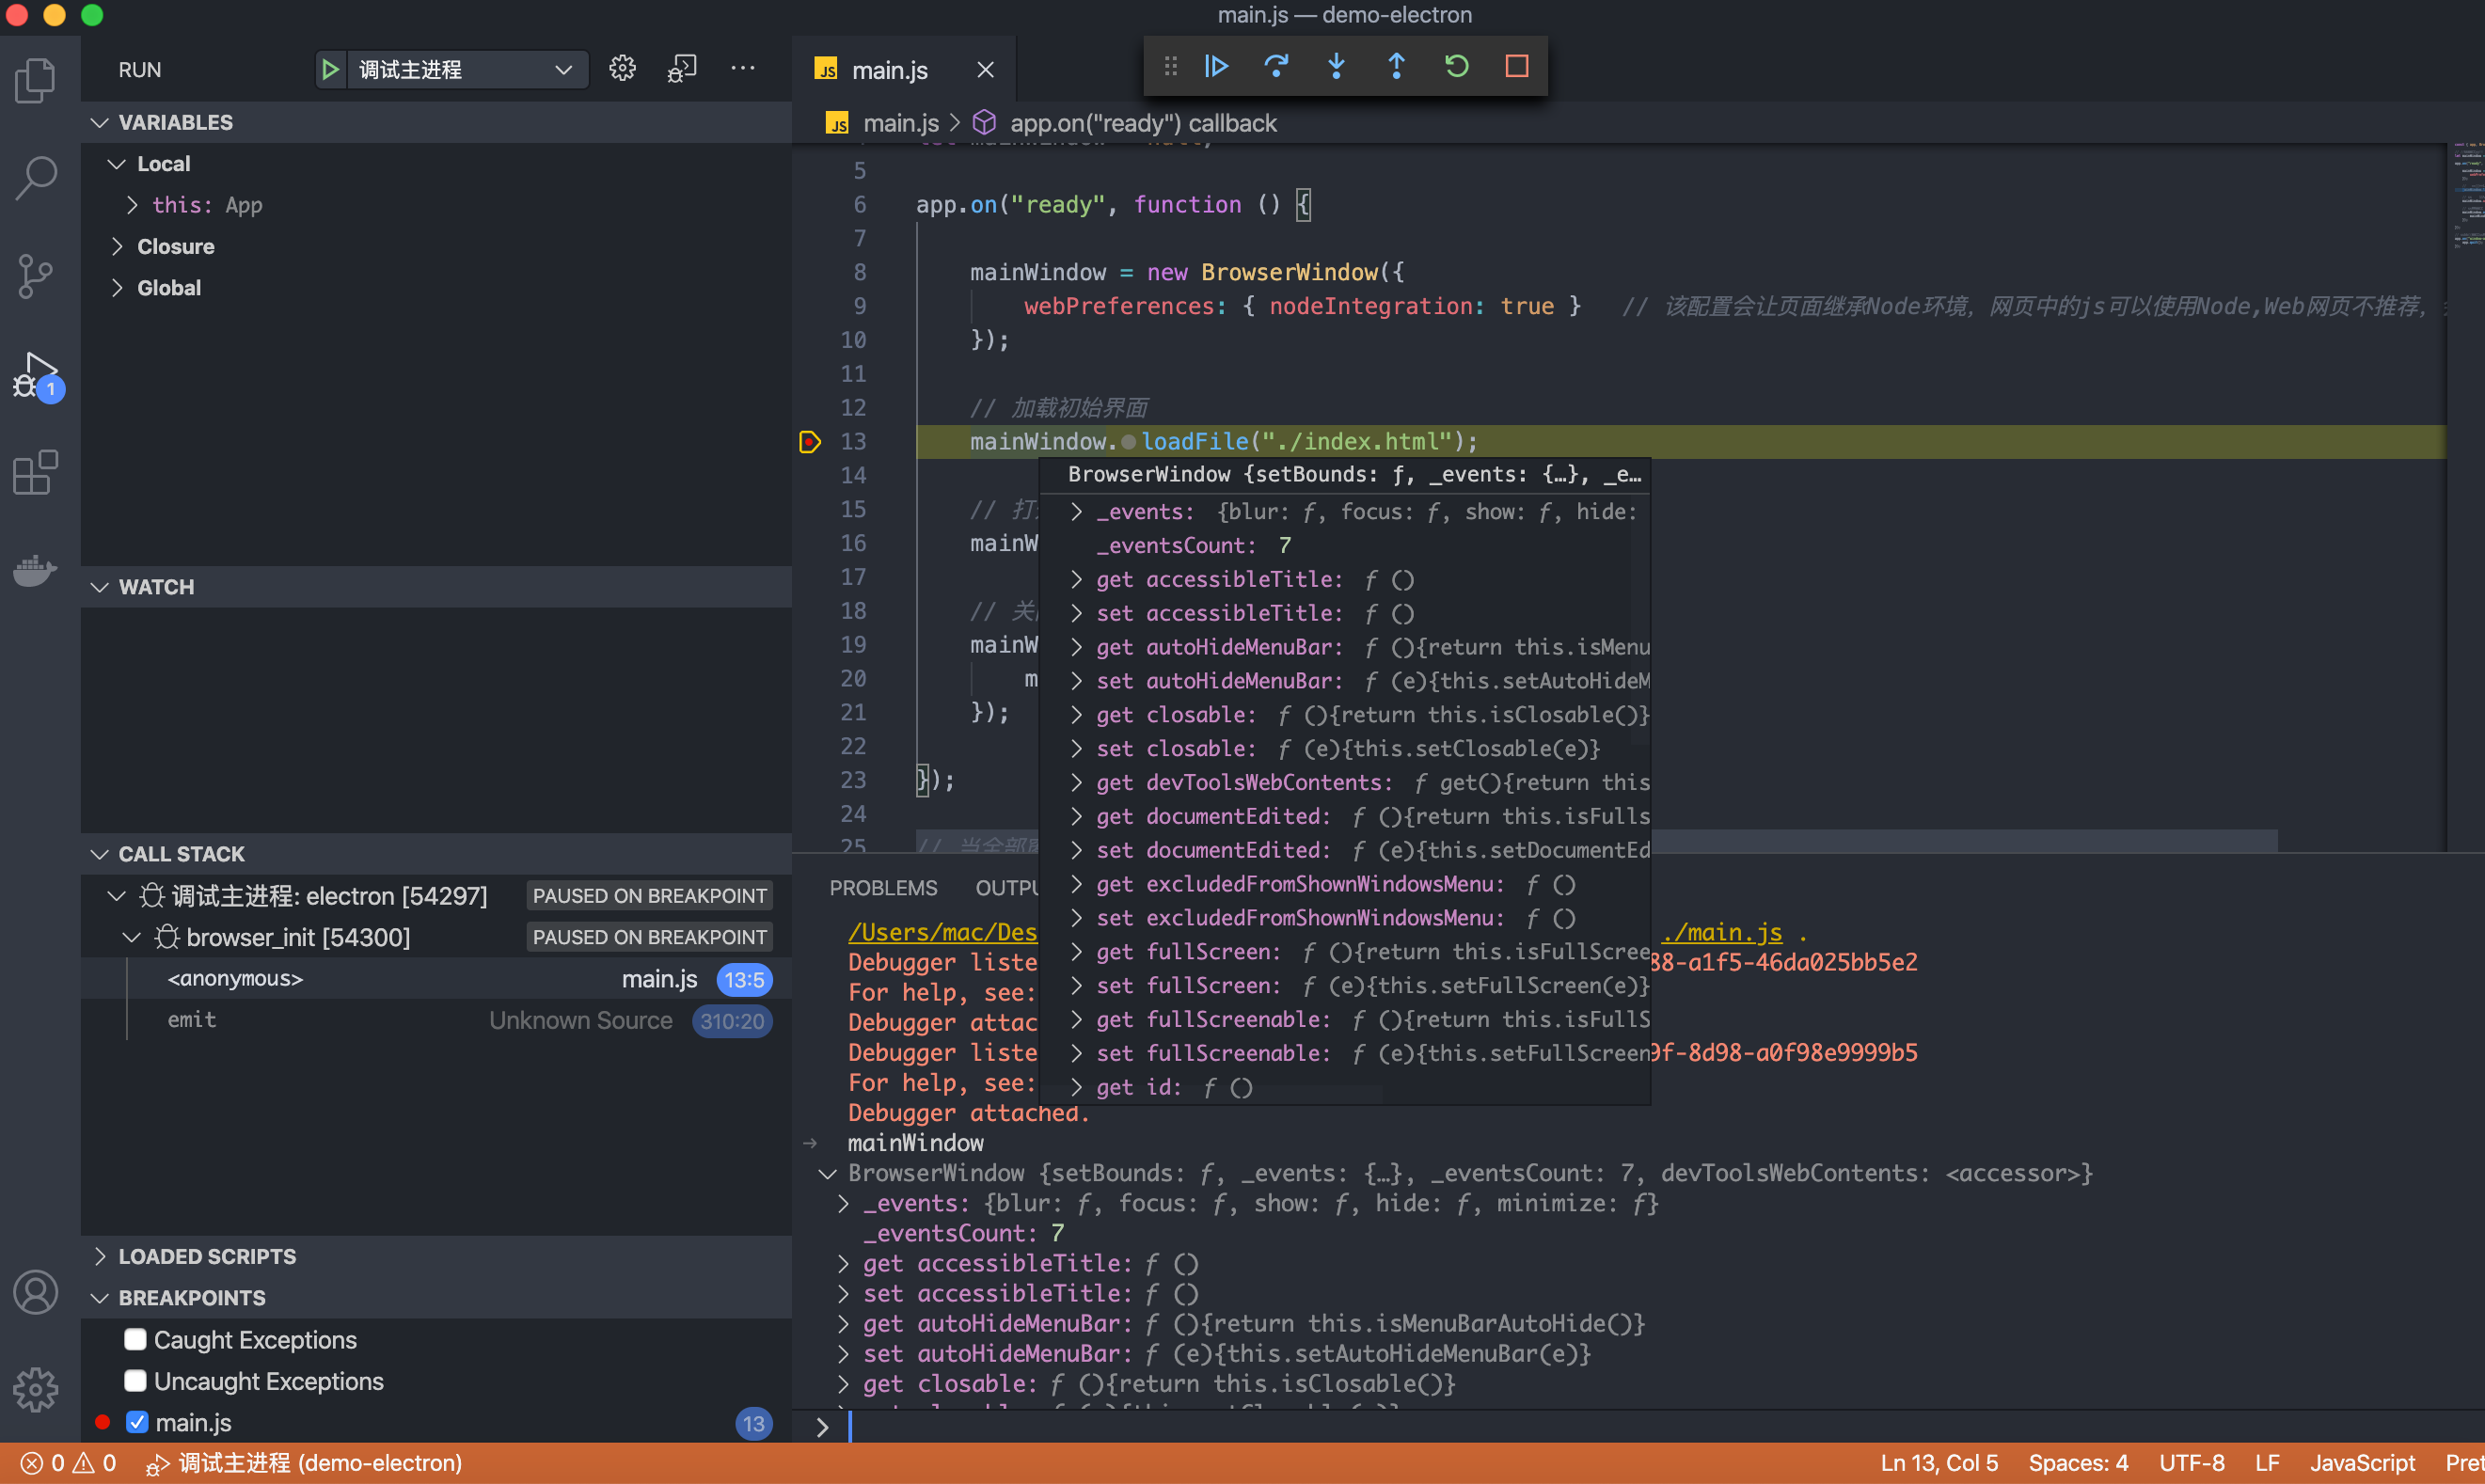 main.js — demo-electron
RUN
调试主进程
VARIABLES
Local
this: App
Closure
Global
WATCH
CALL STACK
调试主进程: electron [54297] PAUSED ON BREAKPOINT
browser_init [54300] PAUSED ON BREAKPOINT
<anonymous> main.js 13:5
emit Unknown Source 310:20
LOADED SCRIPTS
BREAKPOINTS
Caught Exceptions
Uncaught Exceptions
main.js 13
JS main.js
JS main.js > app.on("ready") callback
5
6 app.on("ready", function () {
7
8 mainWindow = new BrowserWindow({
9 webPreferences: { nodeIntegration: true } // 该配置会让页面继承Node环境, 网页中的js可以使用Node,Web网页不推荐,
10 });
11
12 // 加载初始界面
13 mainWindow.loadFile("./index.html");
14
15 // 打
16 mainW
17
18 // 关
19 mainW
20 m
21 });
22
23 });
24
25 // 当全部
BrowserWindow {setBounds: ƒ, _events: {…}, _e…
_events: {blur: ƒ, focus: ƒ, show: ƒ, hide:
_eventsCount: 7
get accessibleTitle: ƒ ()
set accessibleTitle: ƒ ()
get autoHideMenuBar: ƒ (){return this.isMenu
set autoHideMenuBar: ƒ (e){this.setAutoHideM
get closable: ƒ (){return this.isClosable()}
set closable: ƒ (e){this.setClosable(e)}
get devToolsWebContents: ƒ get(){return this
get documentEdited: ƒ (){return this.isFulls
set documentEdited: ƒ (e){this.setDocumentEd
get excludedFromShownWindowsMenu: ƒ ()
set excludedFromShownWindowsMenu: ƒ ()
get fullScreen: ƒ (){return this.isFullScree
set fullScreen: ƒ (e){this.setFullScreen(e)}
get fullScreenable: ƒ (){return this.isFullS
set fullScreenable: ƒ (e){this.setFullScreen
get id: ƒ ()
PROBLEMS OUTPU
/Users/mac/Des ./main.js .
Debugger liste 88-a1f5-46da025bb5e2
For help, see:
Debugger attac
Debugger liste 9f-8d98-a0f98e9999b5
For help, see:
Debugger attached.
mainWindow
BrowserWindow {setBounds: ƒ, _events: {…}, _eventsCount: 7, devToolsWebContents: <accessor>}
_events: {blur: ƒ, focus: ƒ, show: ƒ, hide: ƒ, minimize: ƒ}
_eventsCount: 7
get accessibleTitle: ƒ ()
set accessibleTitle: ƒ ()
get autoHideMenuBar: ƒ (){return this.isMenuBarAutoHide()}
set autoHideMenuBar: ƒ (e){this.setAutoHideMenuBar(e)}
get closable: ƒ (){return this.isClosable()}
0 0 调试主进程 (demo-electron) Ln 13, Col 5 Spaces: 4 UTF-8 LF JavaScript Pret
1